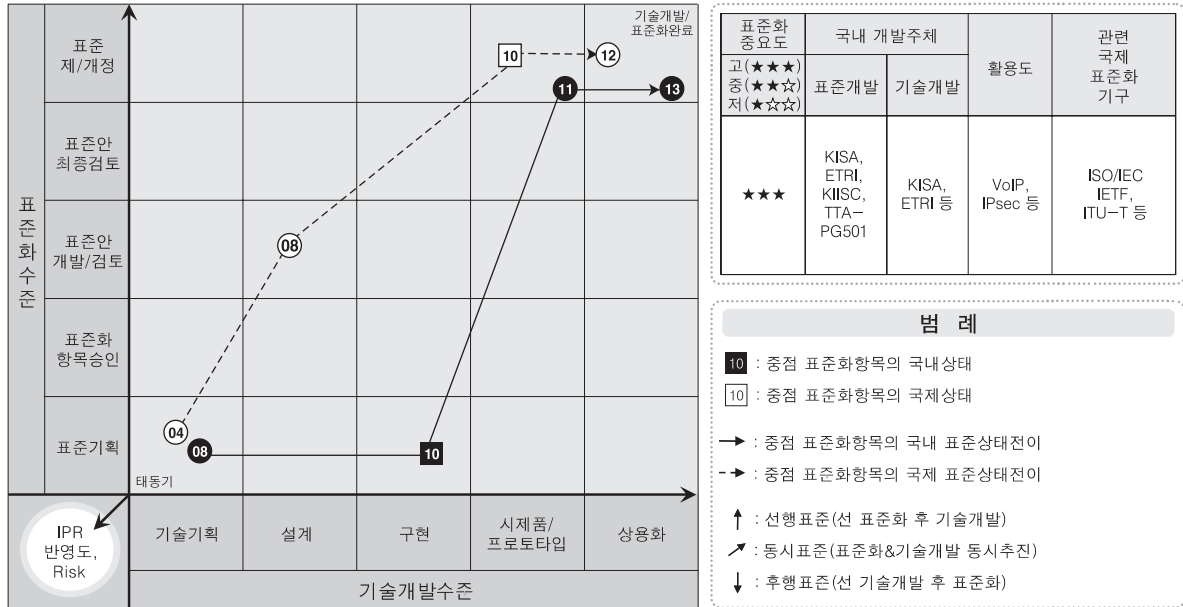 기술개발/
표준화완료
표준
제/개정
10
12
11
13
표준안
최종검토
표준화수준
표준안
개발/검토
08
표준화
항목승인
표준기획
04
08
10
태동기
IPR
반영도,
Risk
기술기획
설계
구현
시제품/
프로토타입
상용화
기술개발수준
표준화
중요도
국내 개발주체
활용도
관련
국제
표준화
기구
고(★★★)
중(★★☆)
저(★☆☆)
표준개발
기술개발
★★★
KISA,
ETRI,
KIISC,
TTA-
PG501
KISA,
ETRI 등
VoIP,
IPsec 등
ISO/IEC
IETF,
ITU-T 등
범 례
10 : 중점 표준화항목의 국내상태
10 : 중점 표준화항목의 국제상태
: 중점 표준화항목의 국내 표준상태전이
: 중점 표준화항목의 국제 표준상태전이
: 선행표준(선 표준화 후 기술개발)
: 동시표준(표준화&기술개발 동시추진)
: 후행표준(선 기술개발 후 표준화)